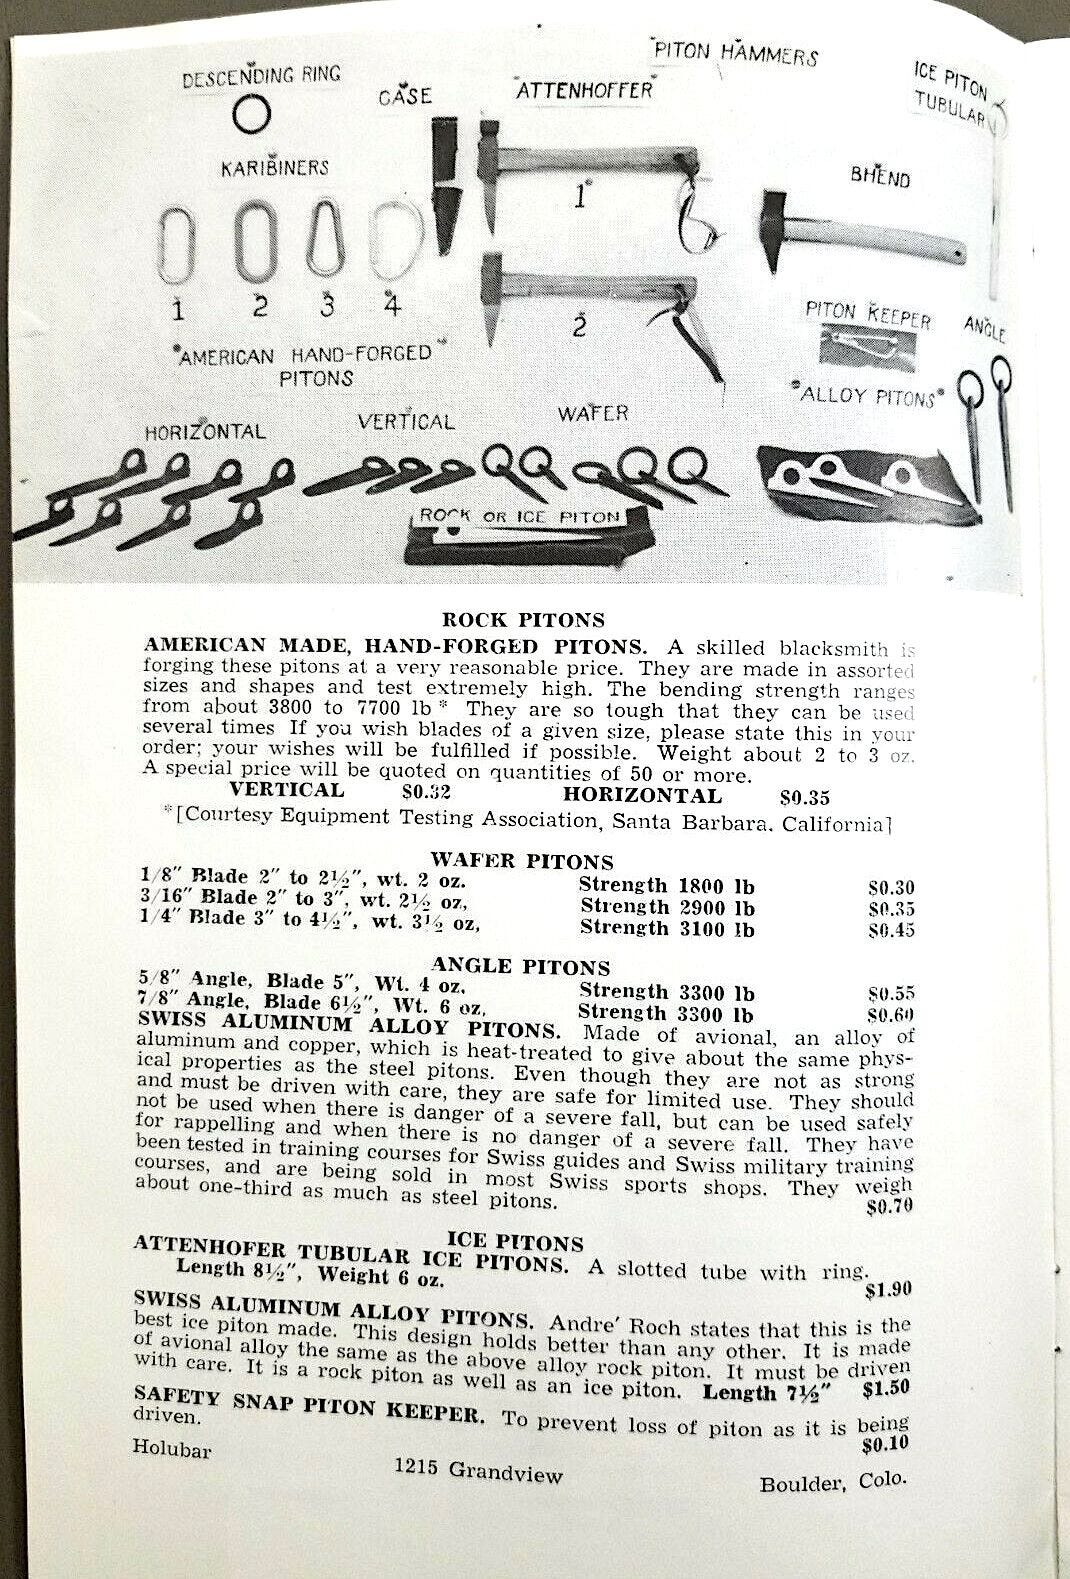 PITON HAMMERS
DESCENDING RING
CASE
"ATTENHOFFER"
ICE PITON
TUBULAR
KARIBINERS
BHEND
1
1 2 3 4
2
PITON KEEPER
ANGLE
"AMERICAN HAND-FORGED"
PITONS
"ALLOY PITONS"
HORIZONTAL
VERTICAL
WAFER
ROCK OR ICE PITON
ROCK PITONS
AMERICAN MADE, HAND-FORGED PITONS. A skilled blacksmith is
forging these pitons at a very reasonable price. They are made in assorted
sizes and shapes and test extremely high. The bending strength ranges
from about 3800 to 7700 lb* They are so tough that they can be used
several times If you wish blades of a given size, please state this in your
order; your wishes will be fulfilled if possible. Weight about 2 to 3 oz.
A special price will be quoted on quantities of 50 or more.
VERTICAL $0.32 HORIZONTAL $0.35
*[Courtesy Equipment Testing Association, Santa Barbara. California]
WAFER PITONS
1/8" Blade 2" to 2½", wt. 2 oz. Strength 1800 lb $0.30
3/16" Blade 2" to 3", wt. 2½ oz, Strength 2900 lb $0.35
1/4" Blade 3" to 4½", wt. 3½ oz, Strength 3100 lb $0.45
ANGLE PITONS
5/8" Angle, Blade 5", Wt. 4 oz. Strength 3300 lb $0.55
7/8" Angle, Blade 6½", Wt. 6 oz, Strength 3300 lb $0.60
SWISS ALUMINUM ALLOY PITONS. Made of avional, an alloy of
aluminum and copper, which is heat-treated to give about the same phys-
ical properties as the steel pitons. Even though they are not as strong
and must be driven with care, they are safe for limited use. They should
not be used when there is danger of a severe fall, but can be used safely
for rappelling and when there is no danger of a severe fall. They have
been tested in training courses for Swiss guides and Swiss military training
courses, and are being sold in most Swiss sports shops. They weigh
about one-third as much as steel pitons. $0.70
ICE PITONS
ATTENHOFER TUBULAR ICE PITONS. A slotted tube with ring.
Length 8½", Weight 6 oz. $1.90
SWISS ALUMINUM ALLOY PITONS. Andre' Roch states that this is the
best ice piton made. This design holds better than any other. It is made
of avional alloy the same as the above alloy rock piton. It must be driven
with care. It is a rock piton as well as an ice piton. Length 7½" $1.50
SAFETY SNAP PITON KEEPER. To prevent loss of piton as it is being
driven. $0.10
Holubar 1215 Grandview Boulder, Colo.